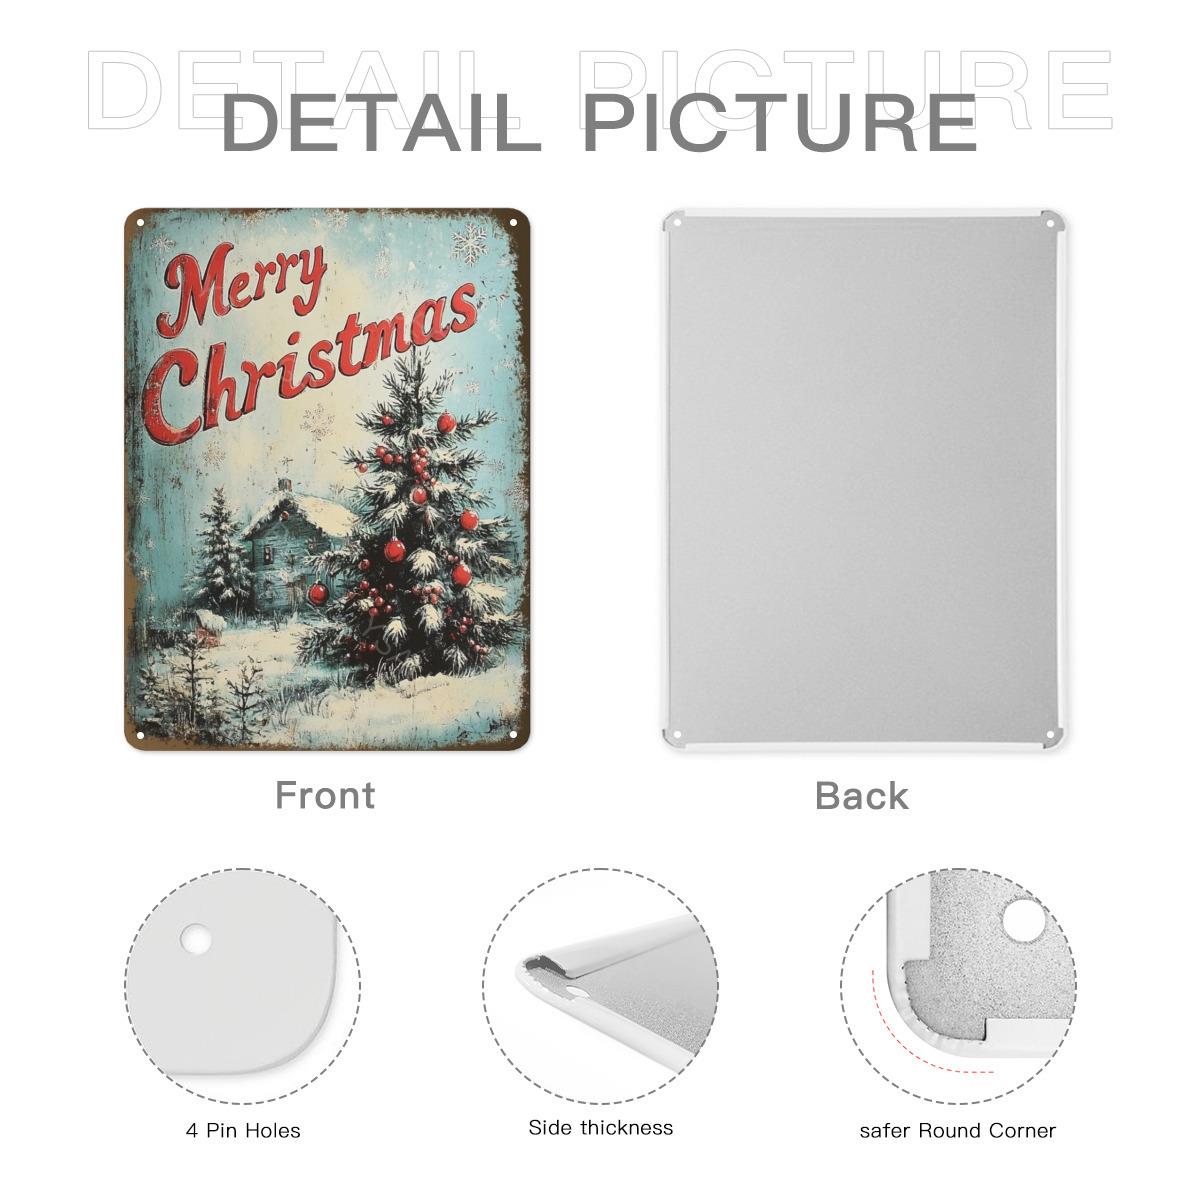 DETAIL PICTURE
DETAIL PICTURE
Merry
Christmas
Front
Back
4 Pin Holes
Side thickness
safer Round Corner